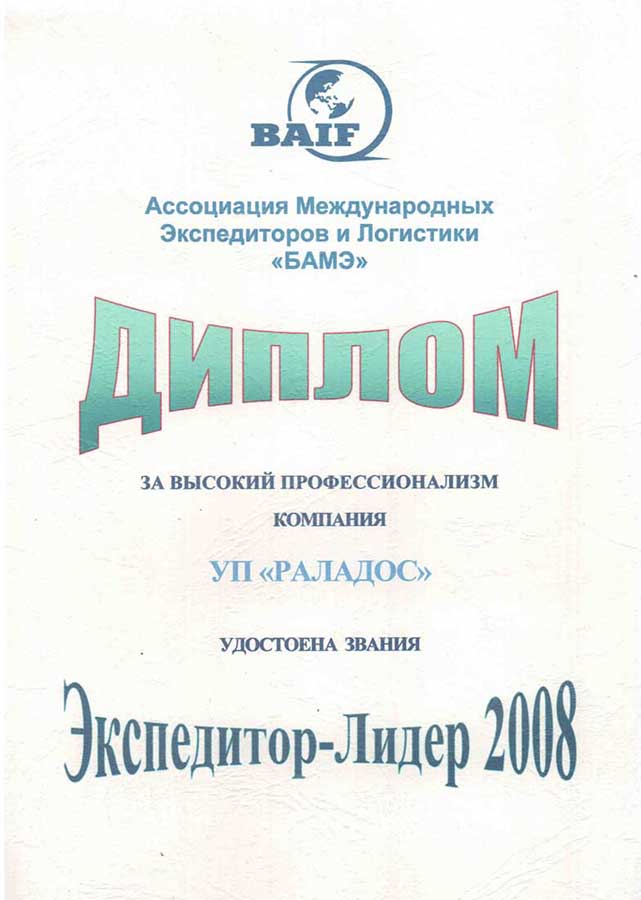 BAIF
Ассоциация Международных
Экспедиторов и Логистики
«БАМЭ»
ДИПЛОМ
ЗА ВЫСОКИЙ ПРОФЕССИОНАЛИЗМ
КОМПАНИЯ
УП «РАЛАДОС»
УДОСТОЕНА ЗВАНИЯ
Экспедитор-Лидер 2008